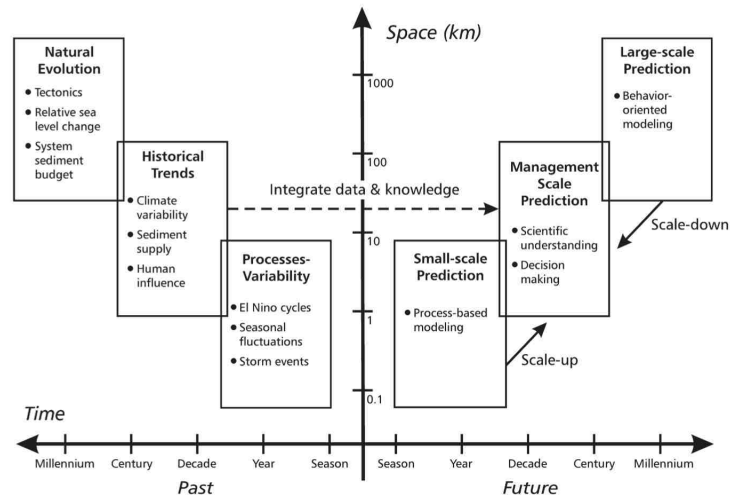 Space (km)
Natural
Evolution
• Tectonics
• Relative sea
level change
• System
sediment
budget
Historical
Trends
• Climate
variability
• Sediment
supply
• Human
influence
Processes-
Variability
• El Nino cycles
• Seasonal
fluctuations
• Storm events
Integrate data & knowledge
1000
100
10
1
0.1
Small-scale
Prediction
• Process-based
modeling
Management
Scale
Prediction
• Scientific
understanding
• Decision
making
Large-scale
Prediction
• Behavior-
oriented
modeling
Scale-down
Scale-up
Time
Millennium Century Decade Year Season Season Year Decade Century Millennium
Past Future